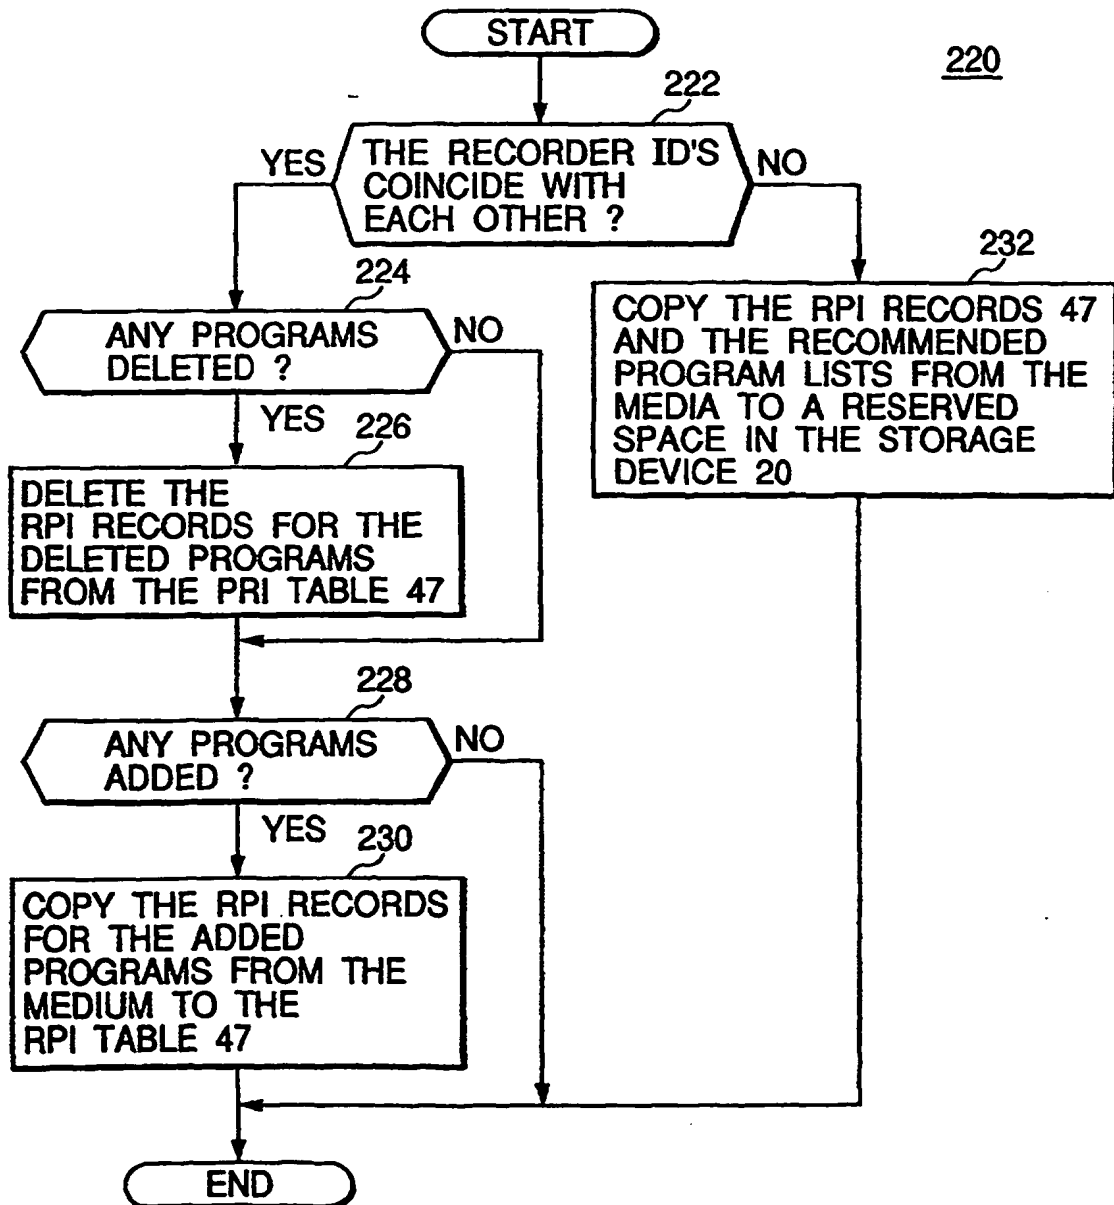 START
220
222
THE RECORDER ID'S
COINCIDE WITH
EACH OTHER ?
YES
NO
224
ANY PROGRAMS
DELETED ?
NO
YES
226
DELETE THE
RPI RECORDS FOR THE
DELETED PROGRAMS
FROM THE PRI TABLE 47
232
COPY THE RPI RECORDS 47
AND THE RECOMMENDED
PROGRAM LISTS FROM THE
MEDIA TO A RESERVED
SPACE IN THE STORAGE
DEVICE 20
228
ANY PROGRAMS
ADDED ?
NO
YES
230
COPY THE RPI RECORDS
FOR THE ADDED
PROGRAMS FROM THE
MEDIUM TO THE
RPI TABLE 47
END